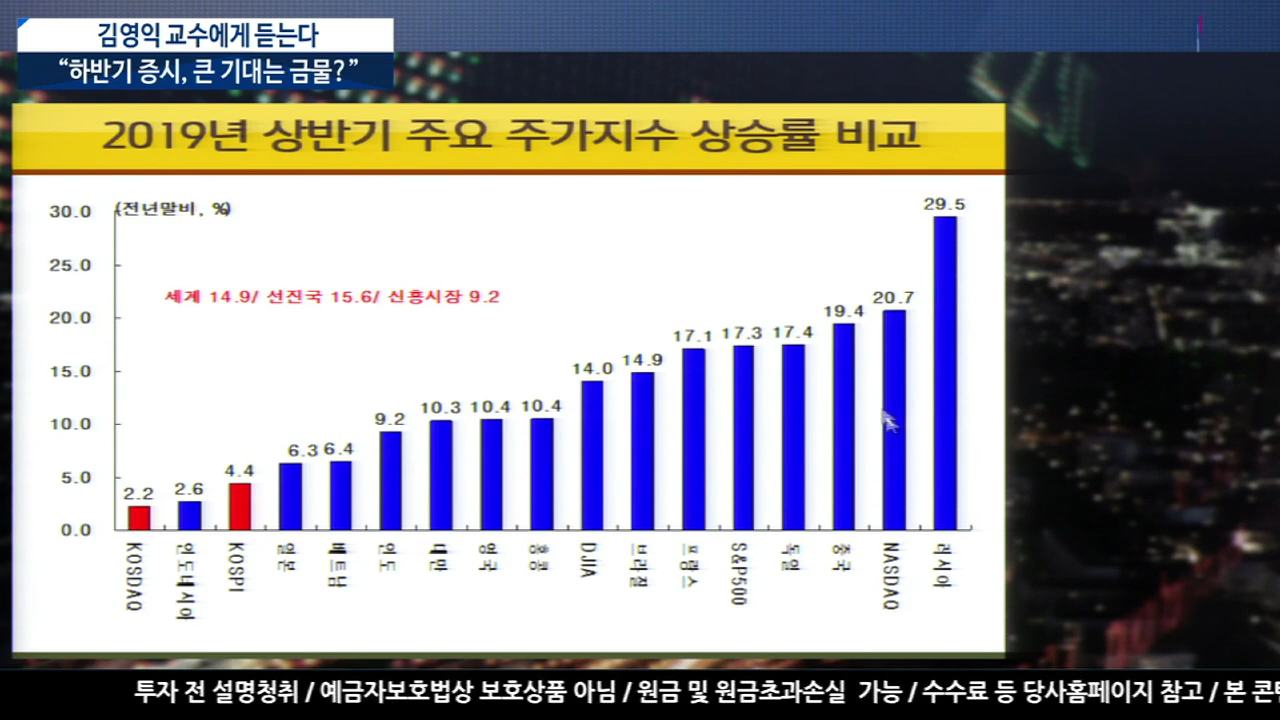 김영익 교수에게 듣는다
“하반기 증시, 큰 기대는 금물?”
2019년 상반기 주요 주가지수 상승률 비교
(전년말비, %)
세계 14.9/ 선진국 15.6/ 신흥시장 9.2
30.0
25.0
20.0
15.0
10.0
5.0
0.0
2.2 2.6 4.4 6.3 6.4 9.2 10.3 10.4 10.4 14.0 14.9 17.1 17.3 17.4 19.4 20.7 29.5
KOSDAQ 인도네시아 KOSPI 일본 베트남 인도 대만 영국 홍콩 DJIA 브라질 프랑스 S&P500 독일 중국 NASDAQ 러시아
투자 전 설명청취 / 예금자보호법상 보호상품 아님 / 원금 및 원금초과손실 가능 / 수수료 등 당사홈페이지 참고 / 본 콘텐